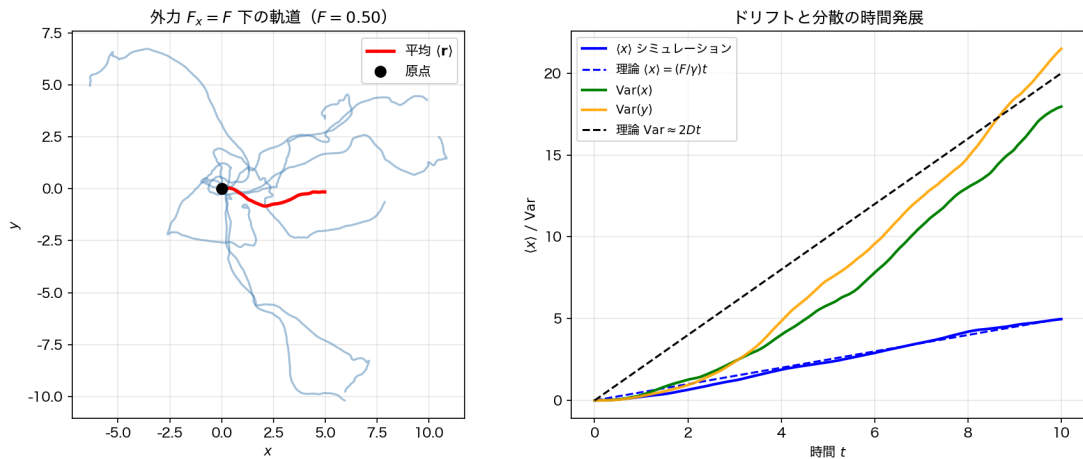 外力 Fₓ = F 下の軌道（F = 0.50）
7.5
5.0
2.5
0.0
-2.5
-5.0
-7.5
-10.0
y
平均 ⟨r⟩
原点
-5.0 -2.5 0.0 2.5 5.0 7.5 10.0
x
ドリフトと分散の時間発展
20
15
10
5
0
⟨x⟩ / Var
⟨x⟩ シミュレーション
理論 ⟨x⟩ = (F/γ)t
Var(x)
Var(y)
理論 Var ≈ 2Dt
0 2 4 6 8 10
時間 t